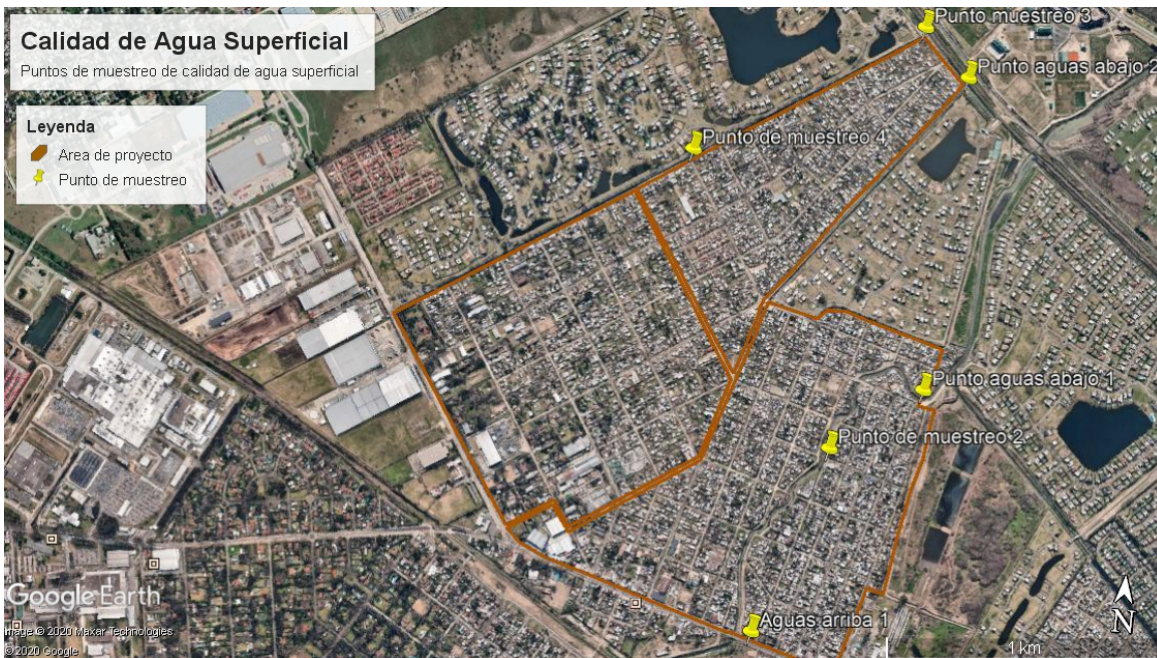 Calidad de Agua Superficial
Puntos de muestreo de calidad de agua superficial
Leyenda
Area de proyecto
Punto de muestreo
Punto muestreo 3
Punto aguas abajo 2
Punto de muestreo 4
Punto aguas abajo 1
Punto de muestreo 2
Aguas arriba 1
Google Earth
Image © 2020 Maxar Technologies
© 2020 Google
N
1 km